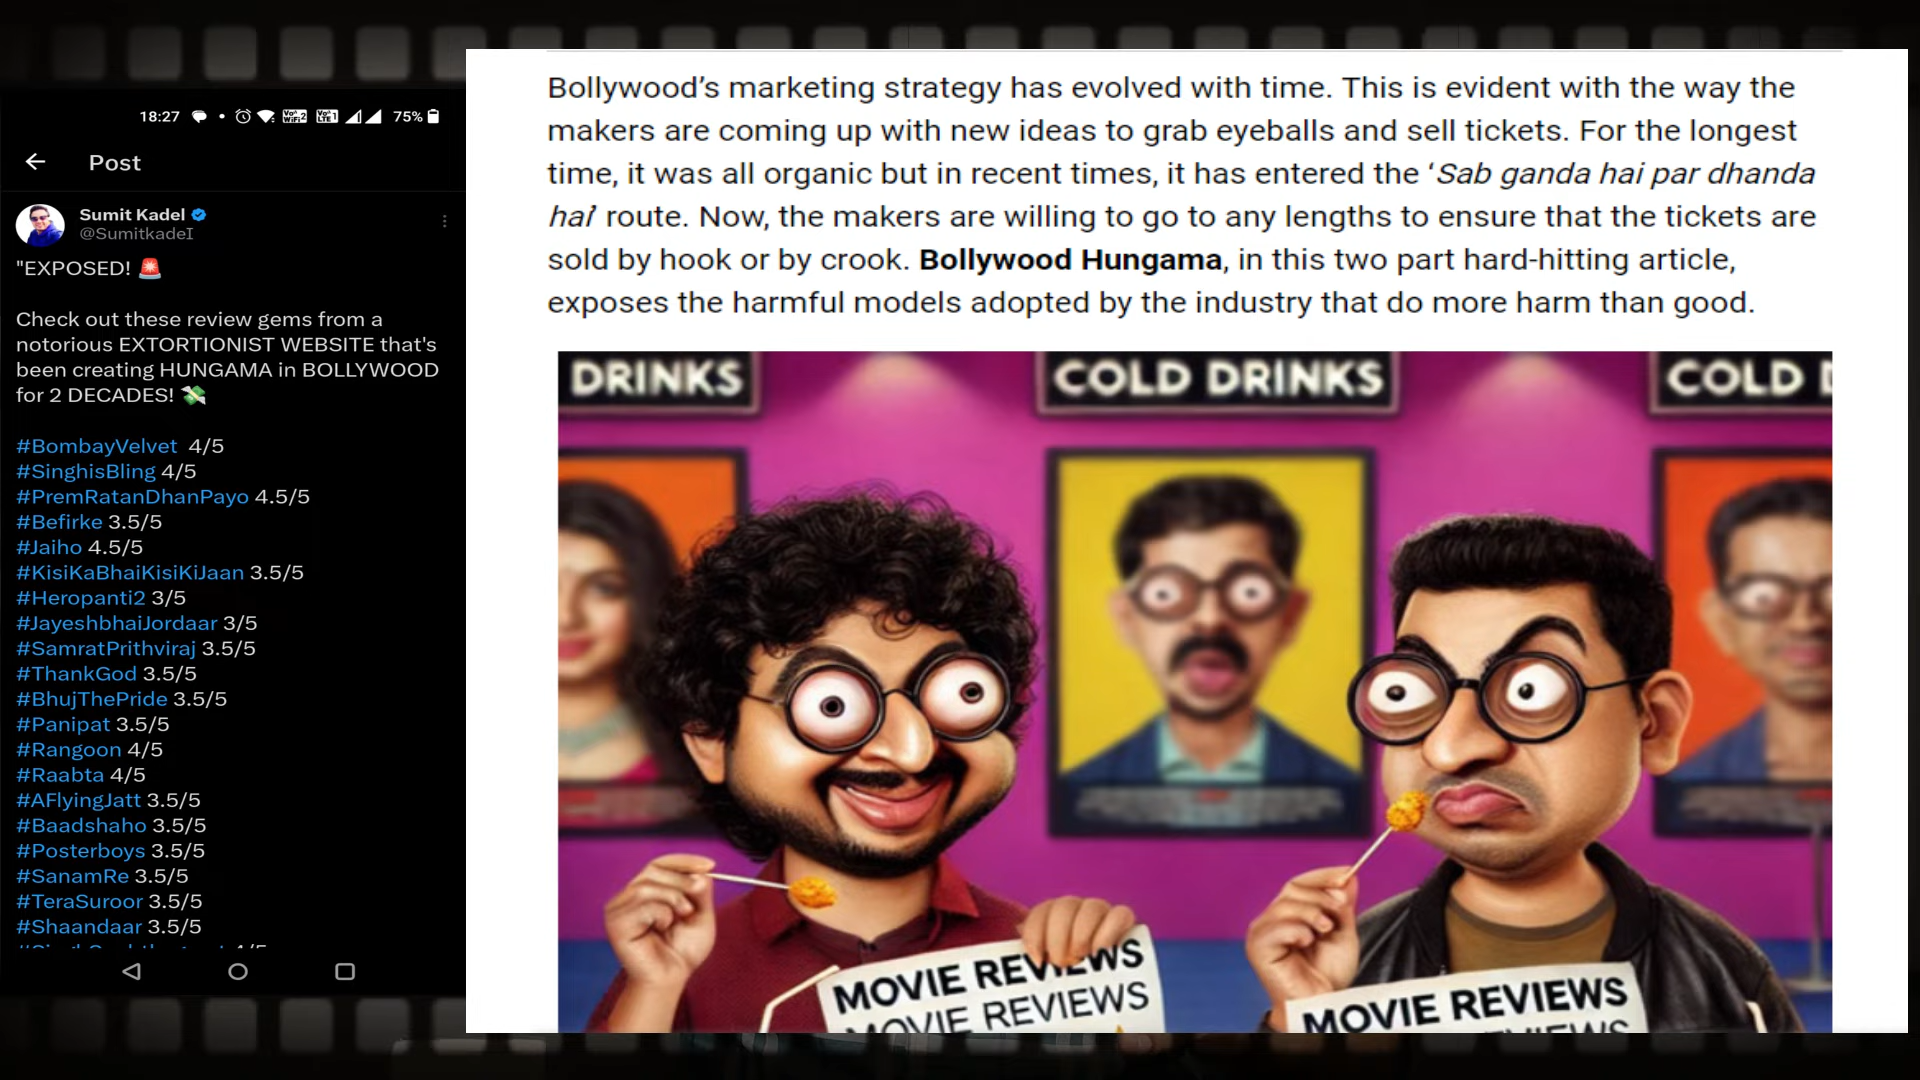 18:27
75%
Post
Sumit Kadel
@SumitkadeI
"EXPOSED! 🚨
Check out these review gems from a
notorious EXTORTIONIST WEBSITE that's
been creating HUNGAMA in BOLLYWOOD
for 2 DECADES! 💸
#BombayVelvet 4/5
#SinghisBling 4/5
#PremRatanDhanPayo 4.5/5
#Befirke 3.5/5
#Jaiho 4.5/5
#KisiKaBhaiKisiKiJaan 3.5/5
#Heropanti2 3/5
#JayeshbhaiJordaar 3/5
#SamratPrithviraj 3.5/5
#ThankGod 3.5/5
#BhujThePride 3.5/5
#Panipat 3.5/5
#Rangoon 4/5
#Raabta 4/5
#AFlyingJatt 3.5/5
#Baadshaho 3.5/5
#Posterboys 3.5/5
#SanamRe 3.5/5
#TeraSuroor 3.5/5
#Shaandaar 3.5/5
Bollywood’s marketing strategy has evolved with time. This is evident with the way the
makers are coming up with new ideas to grab eyeballs and sell tickets. For the longest
time, it was all organic but in recent times, it has entered the ‘Sab ganda hai par dhanda
hai’ route. Now, the makers are willing to go to any lengths to ensure that the tickets are
sold by hook or by crook. Bollywood Hungama, in this two part hard-hitting article,
exposes the harmful models adopted by the industry that do more harm than good.
DRINKS
COLD DRINKS
COLD
MOVIE REVIEWS
MOVIE REVIEWS
MOVIE REVIEWS